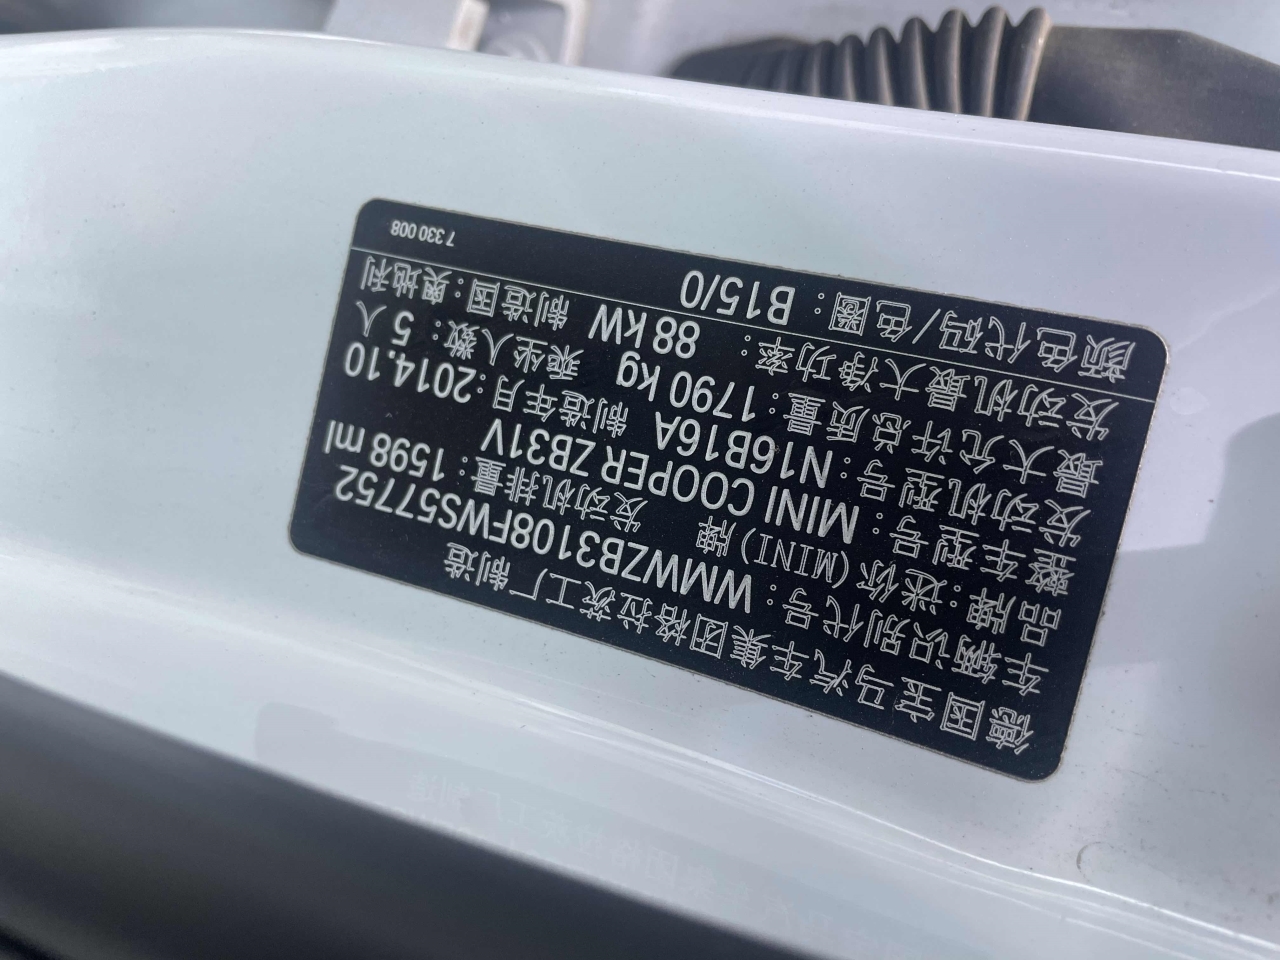 德国宝马汽车集团格拉茨工厂 制造
车辆识别代号：WMWZB3108FWS57752
品牌：迷你(MINI)牌 发动机排量：1598 ml
整车型号：MINI COOPER ZB31V
发动机型号：N16B16A 制造年月：2014.10
最大允许总质量：1790 kg 乘坐人数：5 人
发动机最大净功率：88 kW 制造国：奥地利
颜色代码/色圈：B15/0
7 330 008